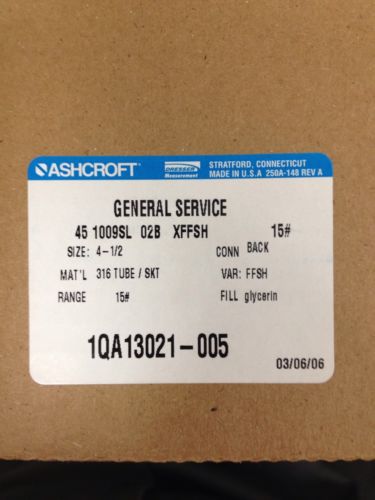 ASHCROFT
DRESSER
Measurement
STRATFORD, CONNECTICUT
MADE IN U.S.A 250A-148 REV A
GENERAL SERVICE
45 1009SL 02B XFFSH 15#
SIZE: 4-1/2 CONN BACK
MAT'L 316 TUBE / SKT VAR: FFSH
RANGE 15# FILL glycerin
1QA13021-005
03/06/06